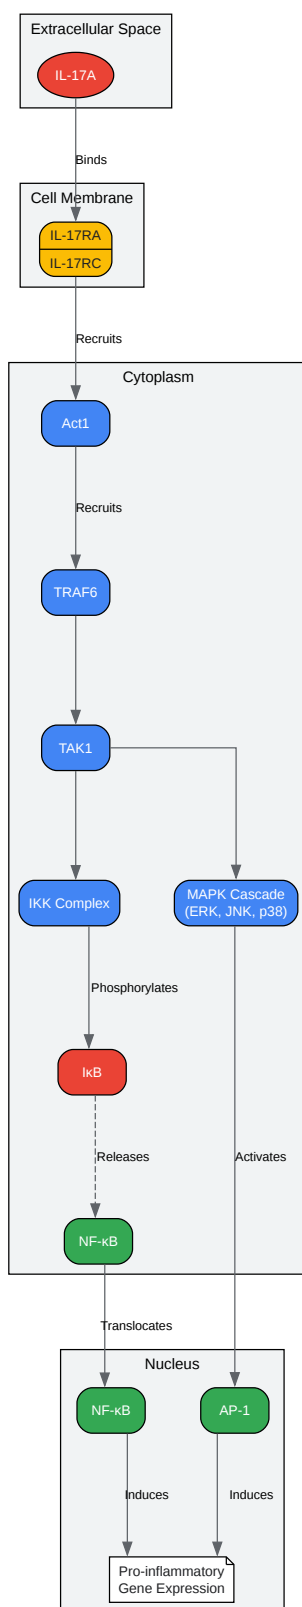 Extracellular Space
IL-17A
Binds
Cell Membrane
IL-17RA
IL-17RC
Recruits
Cytoplasm
Act1
Recruits
TRAF6
TAK1
IKK Complex
MAPK Cascade
(ERK, JNK, p38)
Phosphorylates
IκB
Releases
Activates
NF-κB
Translocates
Nucleus
NF-κB
AP-1
Induces
Induces
Pro-inflammatory
Gene Expression